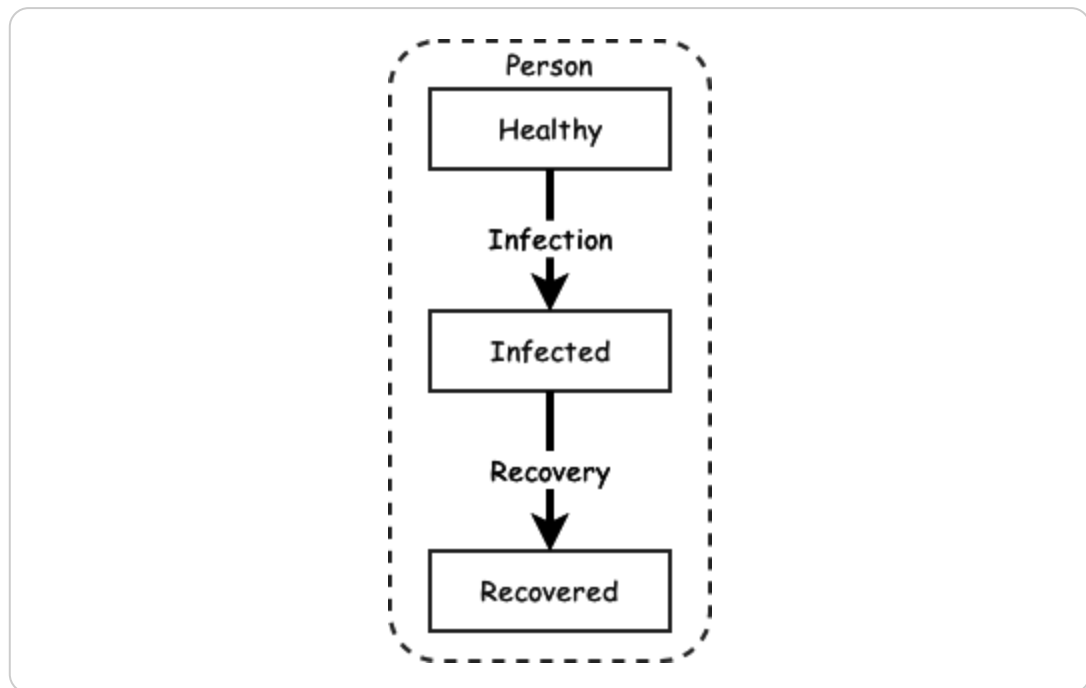 Person
Healthy
Infection
Infected
Recovery
Recovered